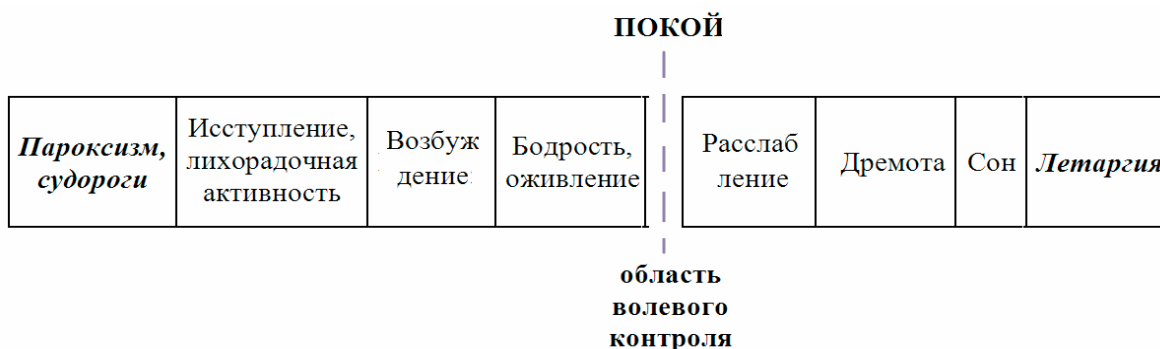 ПОКОЙ
Пароксизм,
судороги
Исступление,
лихорадочная
активность
Возбуж
дение
Бодрость,
оживление
Расслаб
ление
Дремота
Сон
Летаргия
область
волевого
контроля